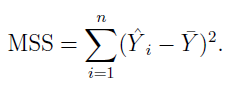 MSS = \sum_{i=1}^{n} (\hat{Y}_i - \bar{Y})^2.